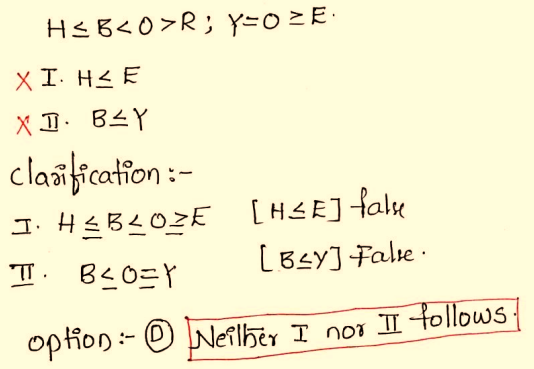 H ≤ B < O > R ; Y = O ≥ E.
X I. H ≤ E
X II. B ≤ Y
Clarification :-
I. H ≤ B ≤ O ≥ E [H ≤ E] false
II. B ≤ O = Y [B ≤ Y] False.
option :- (D) Neither I nor II follows.